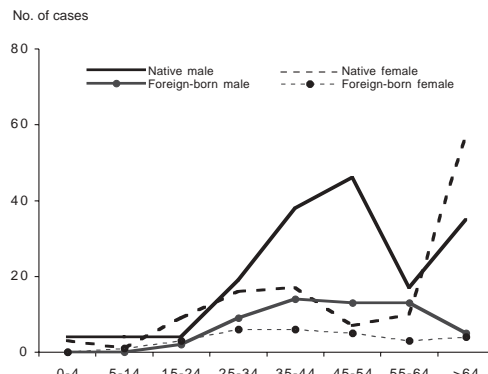 No. of cases
80
Native male Native female
Foreign-born male Foreign-born female
60
40
20
0
0-4 5-14 15-24 25-34 35-44 45-54 55-64 >64